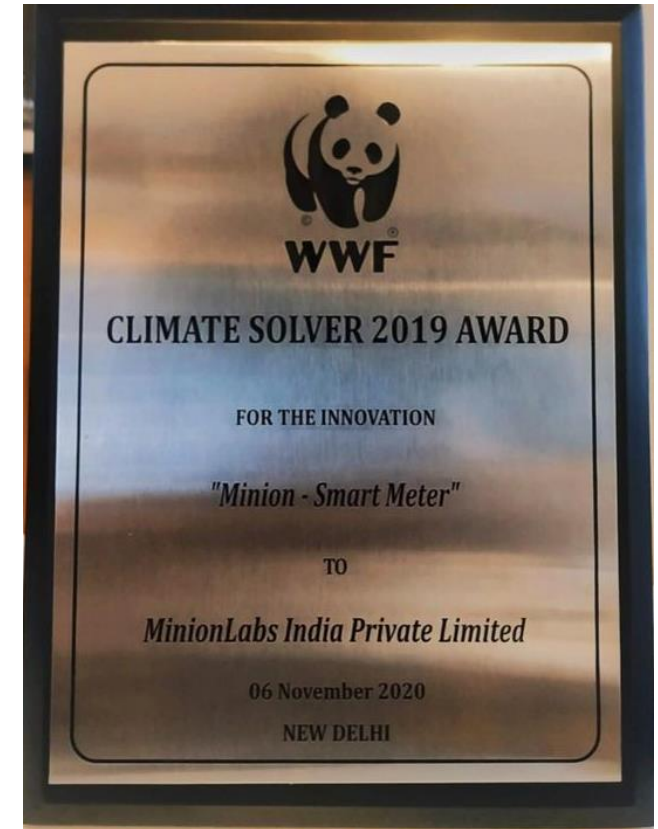 ©
®
WWF
CLIMATE SOLVER 2019 AWARD
FOR THE INNOVATION
"Minion - Smart Meter"
TO
MinionLabs India Private Limited
06 November 2020
NEW DELHI